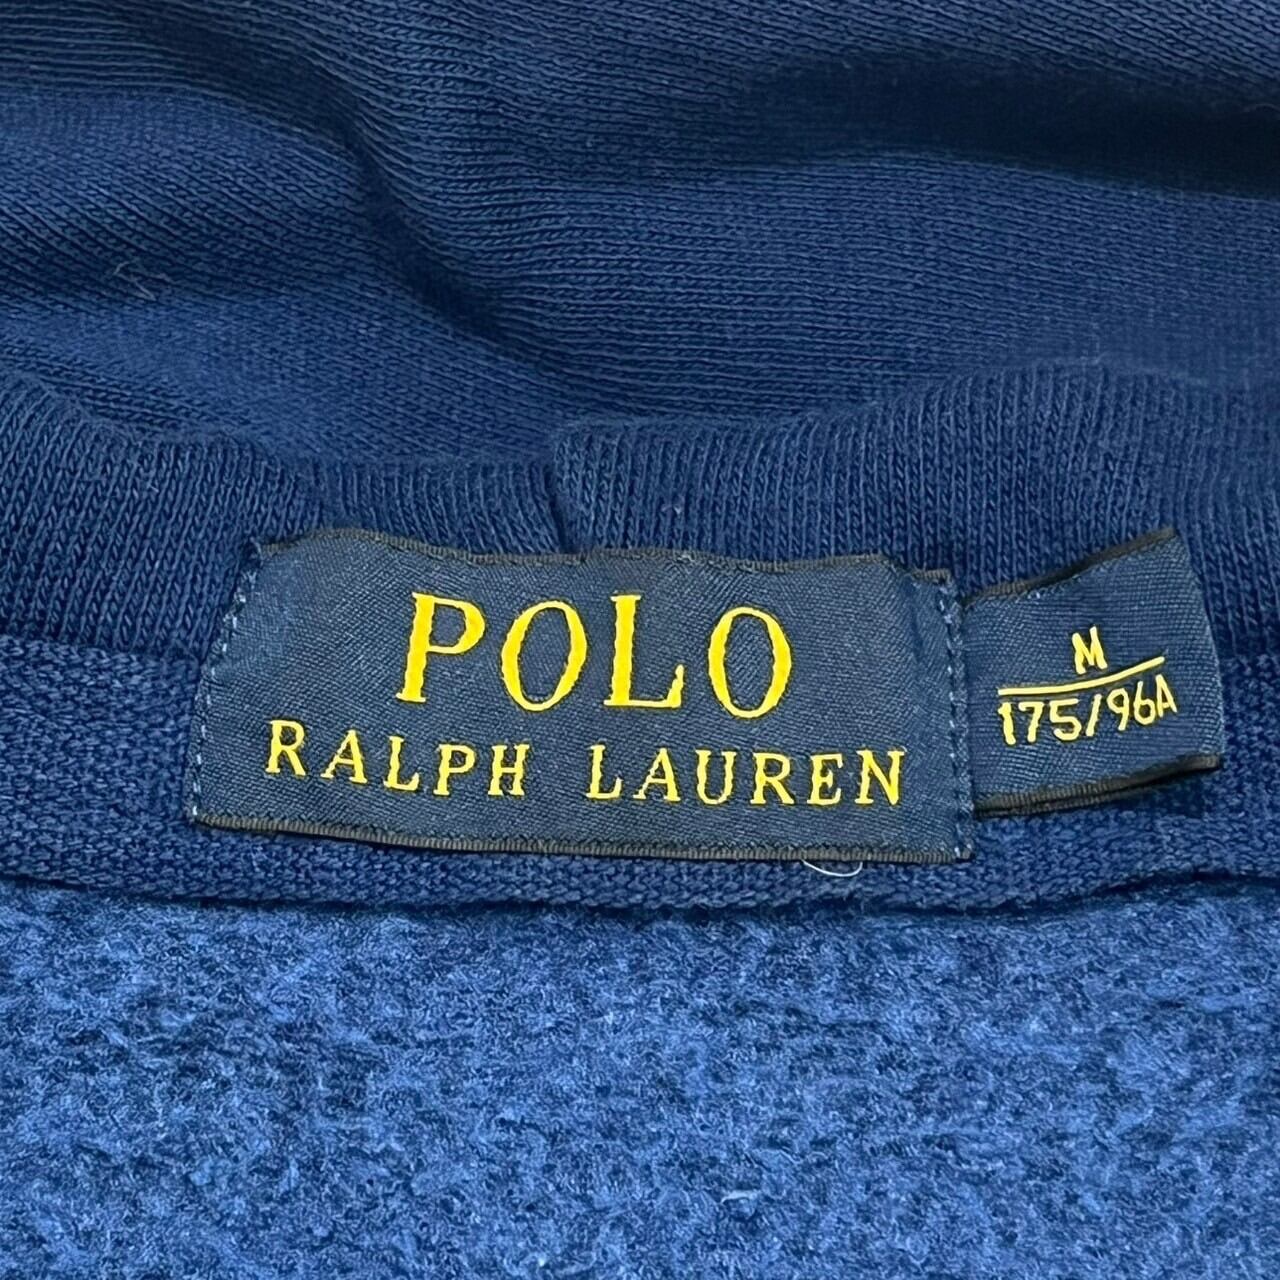 POLO
RALPH LAUREN
M
175/96A